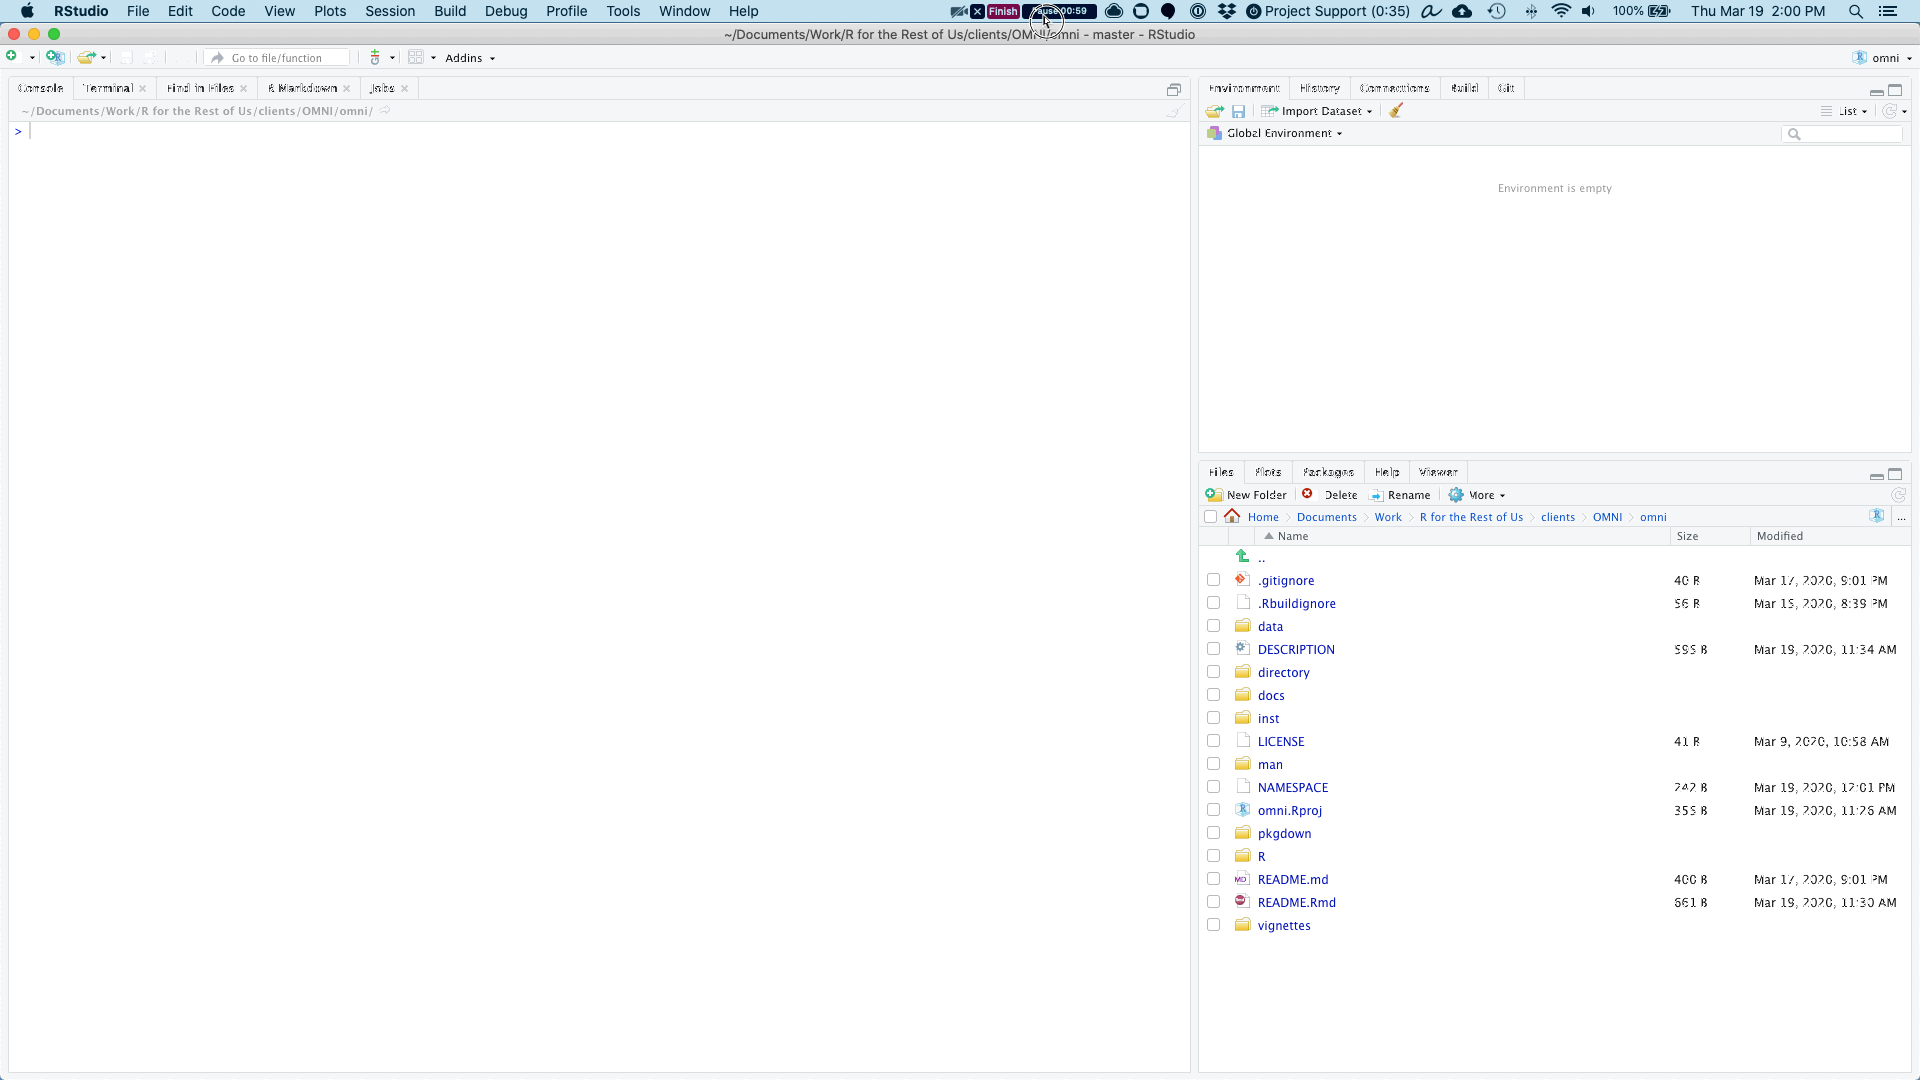 RStudio File Edit Code View Plots Session Build Debug Profile Tools Window Help Finish Pause 00:59 Project Support (0:35) 100% Thu Mar 19 2:00 PM
~/Documents/Work/R for the Rest of Us/clients/OMNI/omni - master - RStudio
Go to file/function Addins omni
Console Terminal Find in Files R Markdown Jobs
~/Documents/Work/R for the Rest of Us/clients/OMNI/omni/
>
Environment History Connections Build Git
Import Dataset List
Global Environment
Environment is empty
Files Plots Packages Help Viewer
New Folder Delete Rename More
Home Documents Work R for the Rest of Us clients OMNI omni ...
Name Size Modified
..
.gitignore 40 B Mar 17, 2020, 9:01 PM
.Rbuildignore 56 B Mar 15, 2020, 8:39 PM
data
DESCRIPTION 595 B Mar 19, 2020, 11:34 AM
directory
docs
inst
LICENSE 41 B Mar 9, 2020, 10:58 AM
man
NAMESPACE 242 B Mar 19, 2020, 12:01 PM
omni.Rproj 355 B Mar 19, 2020, 11:26 AM
pkgdown
R
README.md 400 B Mar 17, 2020, 9:01 PM
README.Rmd 661 B Mar 19, 2020, 11:30 AM
vignettes